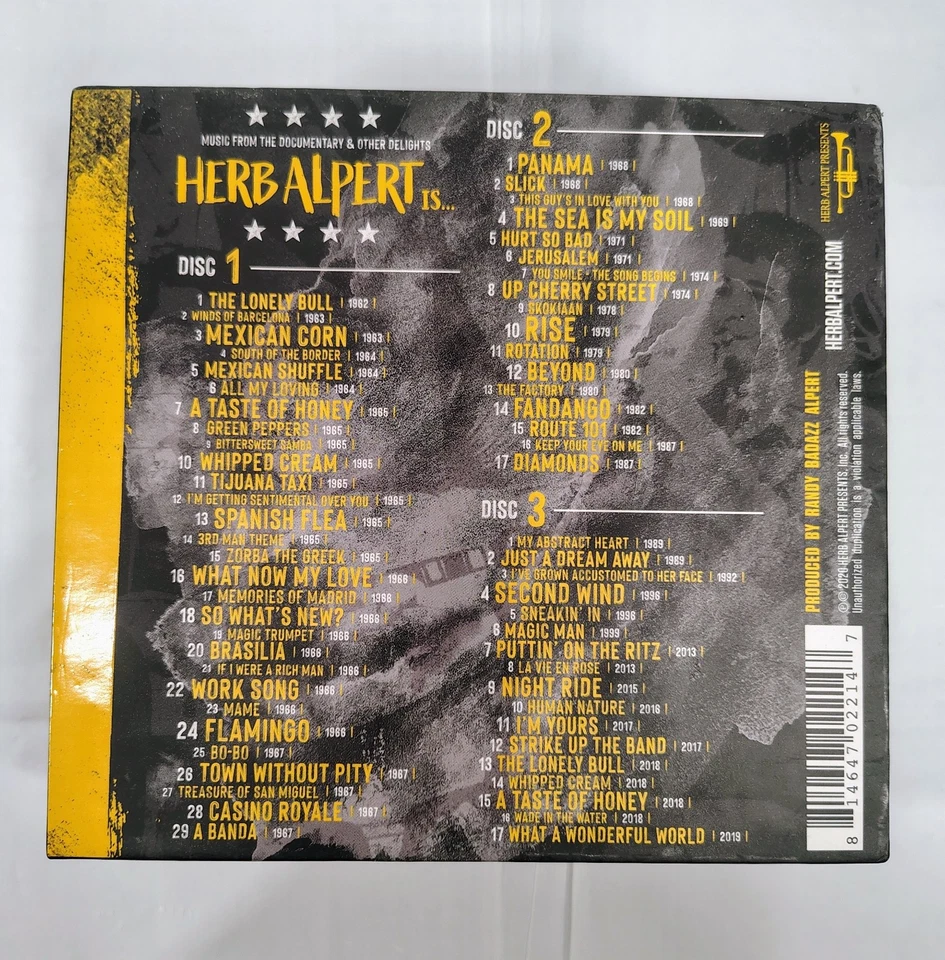 MUSIC FROM THE DOCUMENTARY & OTHER DELIGHTS
HERB ALPERT IS...
DISC 1
1 THE LONELY BULL | 1962 |
2 WINDS OF BARCELONA | 1963 |
3 MEXICAN CORN | 1963 |
4 SOUTH OF THE BORDER | 1964 |
5 MEXICAN SHUFFLE | 1964 |
6 ALL MY LOVING | 1964 |
7 A TASTE OF HONEY | 1965 |
8 GREEN PEPPERS | 1965 |
9 BITTERSWEET SAMBA | 1965 |
10 WHIPPED CREAM | 1965 |
11 TIJUANA TAXI | 1965 |
12 I'M GETTING SENTIMENTAL OVER YOU | 1965 |
13 SPANISH FLEA | 1965 |
14 3RD MAN THEME | 1965 |
15 ZORBA THE GREEK | 1965 |
16 WHAT NOW MY LOVE | 1966 |
17 MEMORIES OF MADRID | 1966 |
18 SO WHAT'S NEW? | 1966 |
19 MAGIC TRUMPET | 1966 |
20 BRASILIA | 1966 |
21 IF I WERE A RICH MAN | 1966 |
22 WORK SONG | 1966 |
23 MAME | 1966 |
24 FLAMINGO | 1966 |
25 BO-BO | 1967 |
26 TOWN WITHOUT PITY | 1967 |
27 TREASURE OF SAN MIGUEL | 1967 |
28 CASINO ROYALE | 1967 |
29 A BANDA | 1967 |
DISC 2
1 PANAMA | 1968 |
2 SLICK | 1968 |
3 THIS GUY'S IN LOVE WITH YOU | 1968 |
4 THE SEA IS MY SOIL | 1969 |
5 HURT SO BAD | 1971 |
6 JERUSALEM | 1971 |
7 YOU SMILE - THE SONG BEGINS | 1974 |
8 UP CHERRY STREET | 1974 |
9 SKOKIAAN | 1978 |
10 RISE | 1979 |
11 ROTATION | 1979 |
12 BEYOND | 1980 |
13 THE FACTORY | 1980 |
14 FANDANGO | 1982 |
15 ROUTE 101 | 1982 |
16 KEEP YOUR EYE ON ME | 1987 |
17 DIAMONDS | 1987 |
DISC 3
1 MY ABSTRACT HEART | 1989 |
2 JUST A DREAM AWAY | 1989 |
3 I'VE GROWN ACCUSTOMED TO HER FACE | 1992 |
4 SECOND WIND | 1996 |
5 SNEAKIN' IN | 1996 |
6 MAGIC MAN | 1999 |
7 PUTTIN' ON THE RITZ | 2013 |
8 LA VIE EN ROSE | 2013 |
9 NIGHT RIDE | 2015 |
10 HUMAN NATURE | 2016 |
11 I'M YOURS | 2017 |
12 STRIKE UP THE BAND | 2017 |
13 THE LONELY BULL | 2018 |
14 WHIPPED CREAM | 2018 |
15 A TASTE OF HONEY | 2018 |
16 WADE IN THE WATER | 2018 |
17 WHAT A WONDERFUL WORLD | 2019 |
HERB ALPERT PRESENTS
HERBALPERT.COM
PRODUCED BY RANDY BADAZZ ALPERT
℗ © 2020 HERB ALPERT PRESENTS, Inc. All rights reserved.
Unauthorized duplication is a violation applicable laws.
8 14647 02214 7